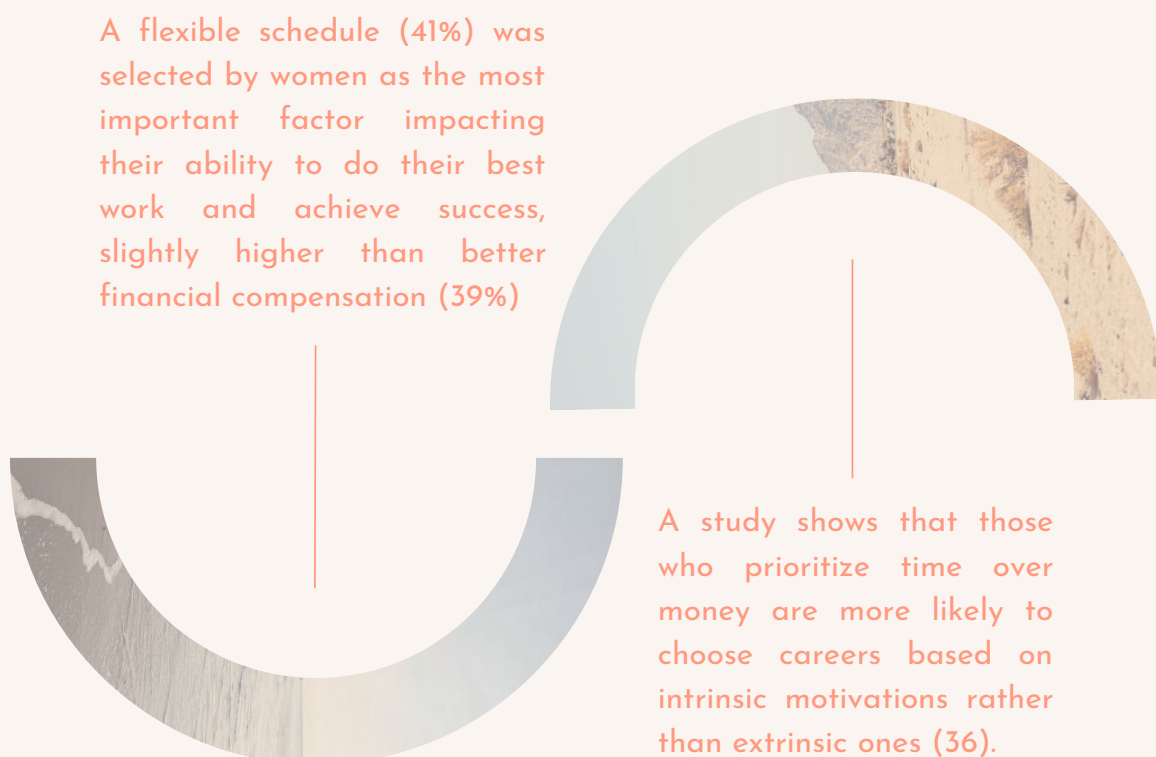 A flexible schedule (41%) was
selected by women as the most
important factor impacting
their ability to do their best
work and achieve success,
slightly higher than better
financial compensation (39%)
A study shows that those
who prioritize time over
money are more likely to
choose careers based on
intrinsic motivations rather
than extrinsic ones (36).